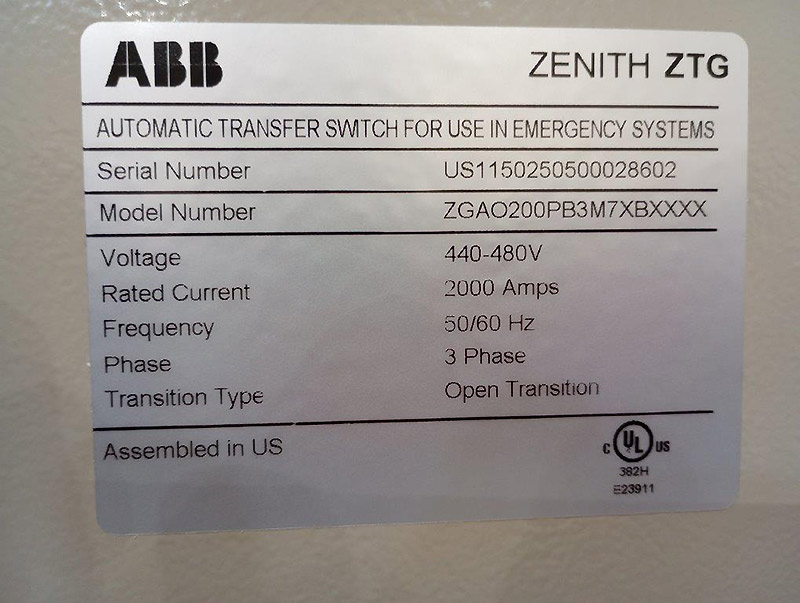 ABB ZENITH ZTG
AUTOMATIC TRANSFER SWITCH FOR USE IN EMERGENCY SYSTEMS
Serial Number US1150250500028602
Model Number ZGAO200PB3M7XBXXXX
Voltage 440-480V
Rated Current 2000 Amps
Frequency 50/60 Hz
Phase 3 Phase
Transition Type Open Transition
Assembled in US
C UL US
382H
E23911